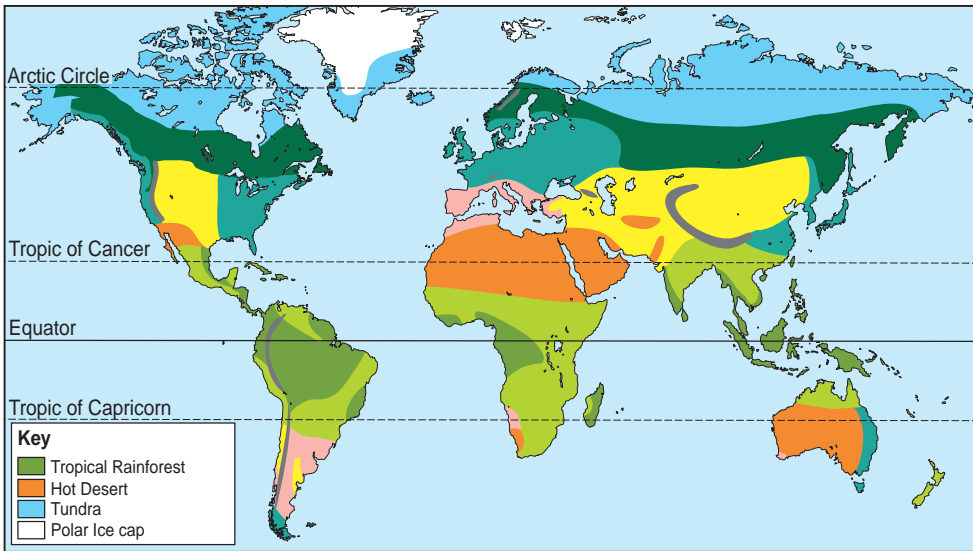 Arctic Circle
Tropic of Cancer
Equator
Tropic of Capricorn
Key
Tropical Rainforest
Hot Desert
Tundra
Polar Ice cap